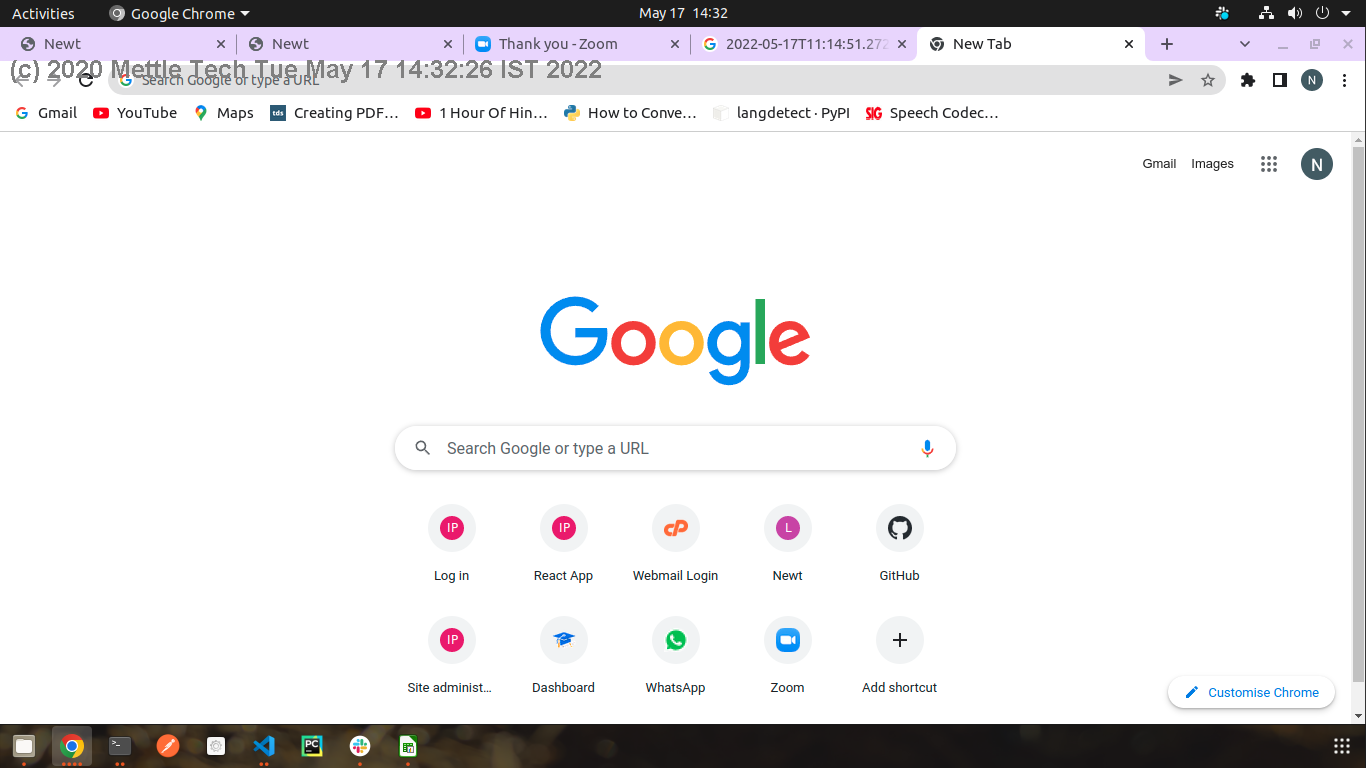 Activities Google Chrome May 17 14:32
Newt Newt Thank you - Zoom 2022-05-17T11:14:51.272 New Tab
(c) 2020 Mettle Tech Tue May 17 14:32:26 IST 2022
Search Google or type a URL N
Gmail YouTube Maps tds Creating PDF… 1 Hour Of Hin… How to Conve… langdetect · PyPI SIG Speech Codec…
Gmail Images N
Google
Search Google or type a URL
IP IP cP L
Log in React App Webmail Login Newt GitHub
IP
Site administ… Dashboard WhatsApp Zoom Add shortcut
Customise Chrome
>_ PC